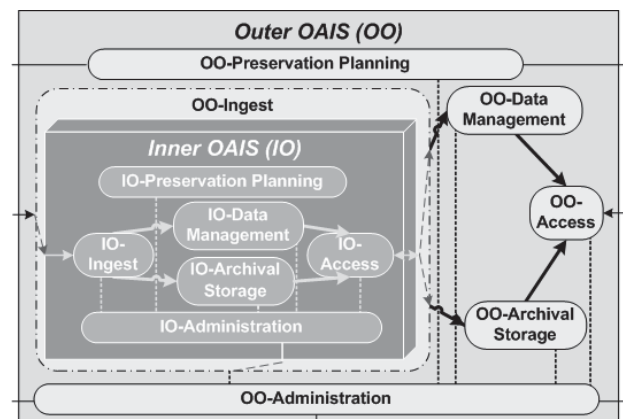 Outer OAIS (OO)
OO-Preservation Planning
OO-Ingest
OO-Data
Management
Inner OAIS (IO)
IO-Preservation Planning
IO-Data
Management
OO-
Access
IO-
Ingest
IO-
Access
IO-Archival
Storage
OO-Archival
Storage
IO-Administration
OO-Administration